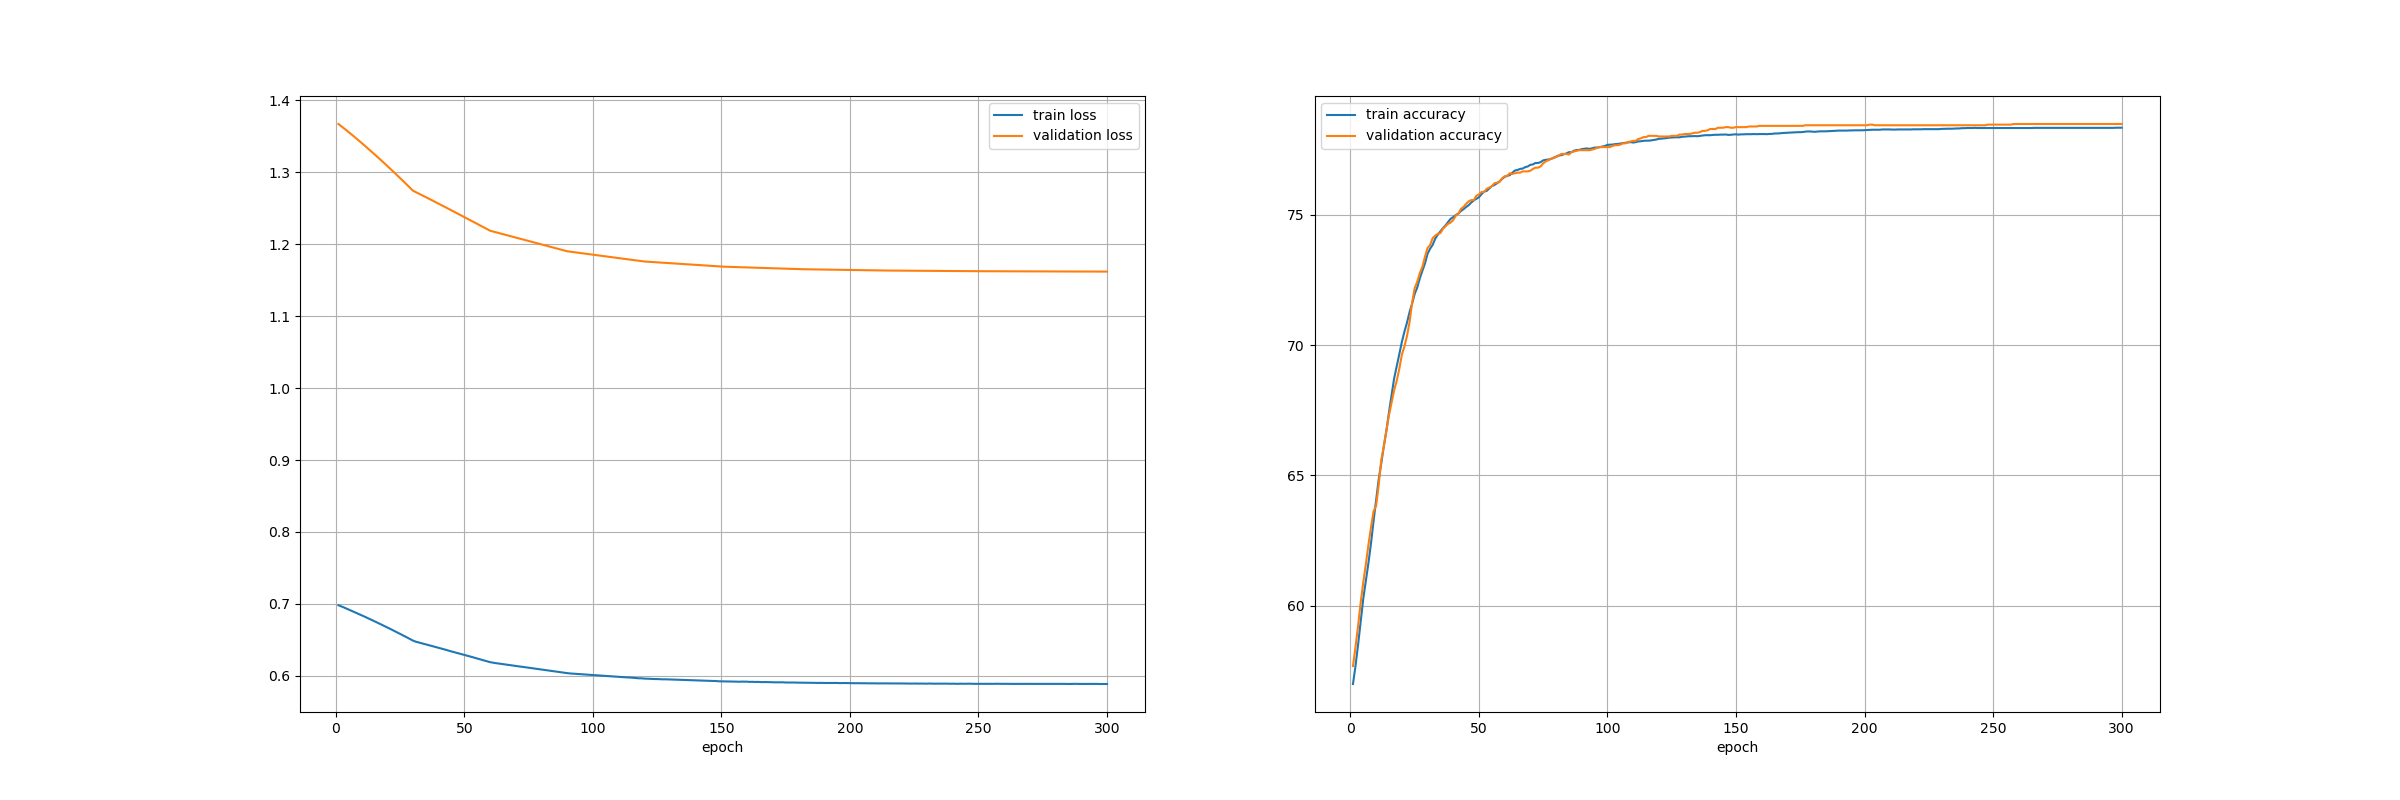 1.4
1.3
1.2
1.1
1.0
0.9
0.8
0.7
0.6
0 50 100 150 200 250 300
epoch
train loss
validation loss
75
70
65
60
0 50 100 150 200 250 300
epoch
train accuracy
validation accuracy